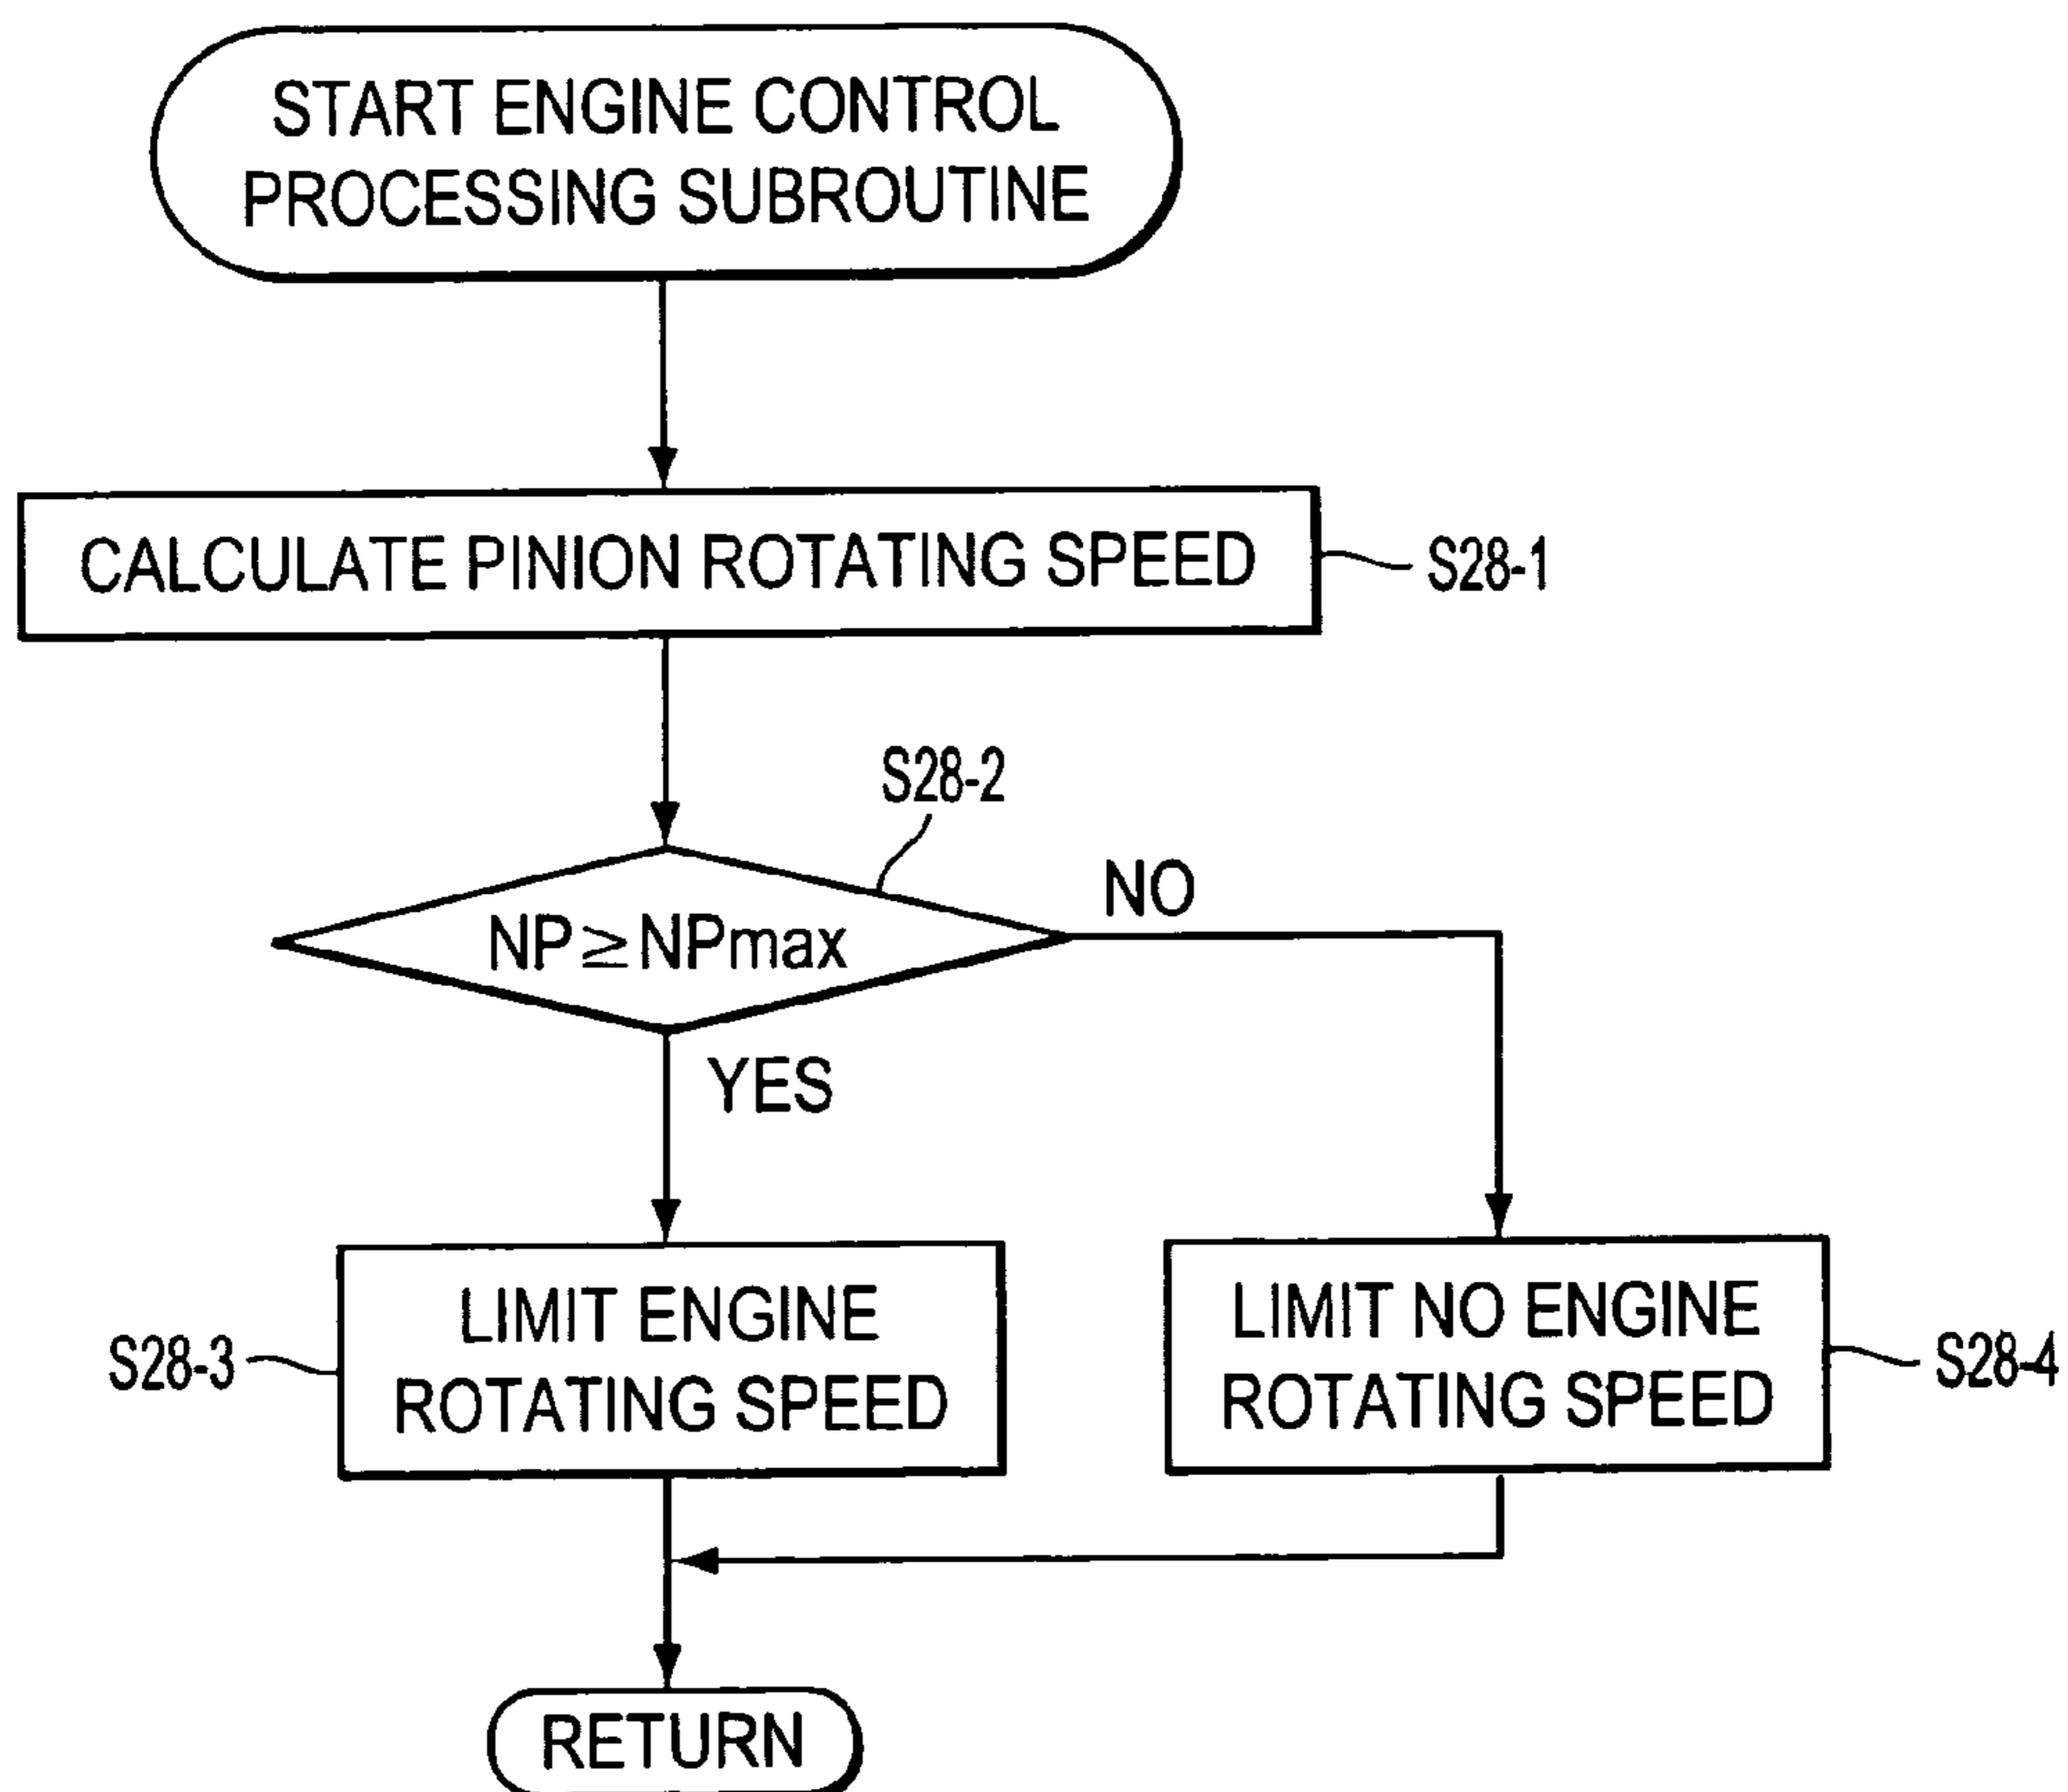 START ENGINE CONTROL
PROCESSING SUBROUTINE
CALCULATE PINION ROTATING SPEED
S28-1
S28-2
NP≧NPmax
NO
YES
LIMIT ENGINE
ROTATING SPEED
S28-3
LIMIT NO ENGINE
ROTATING SPEED
S28-4
RETURN